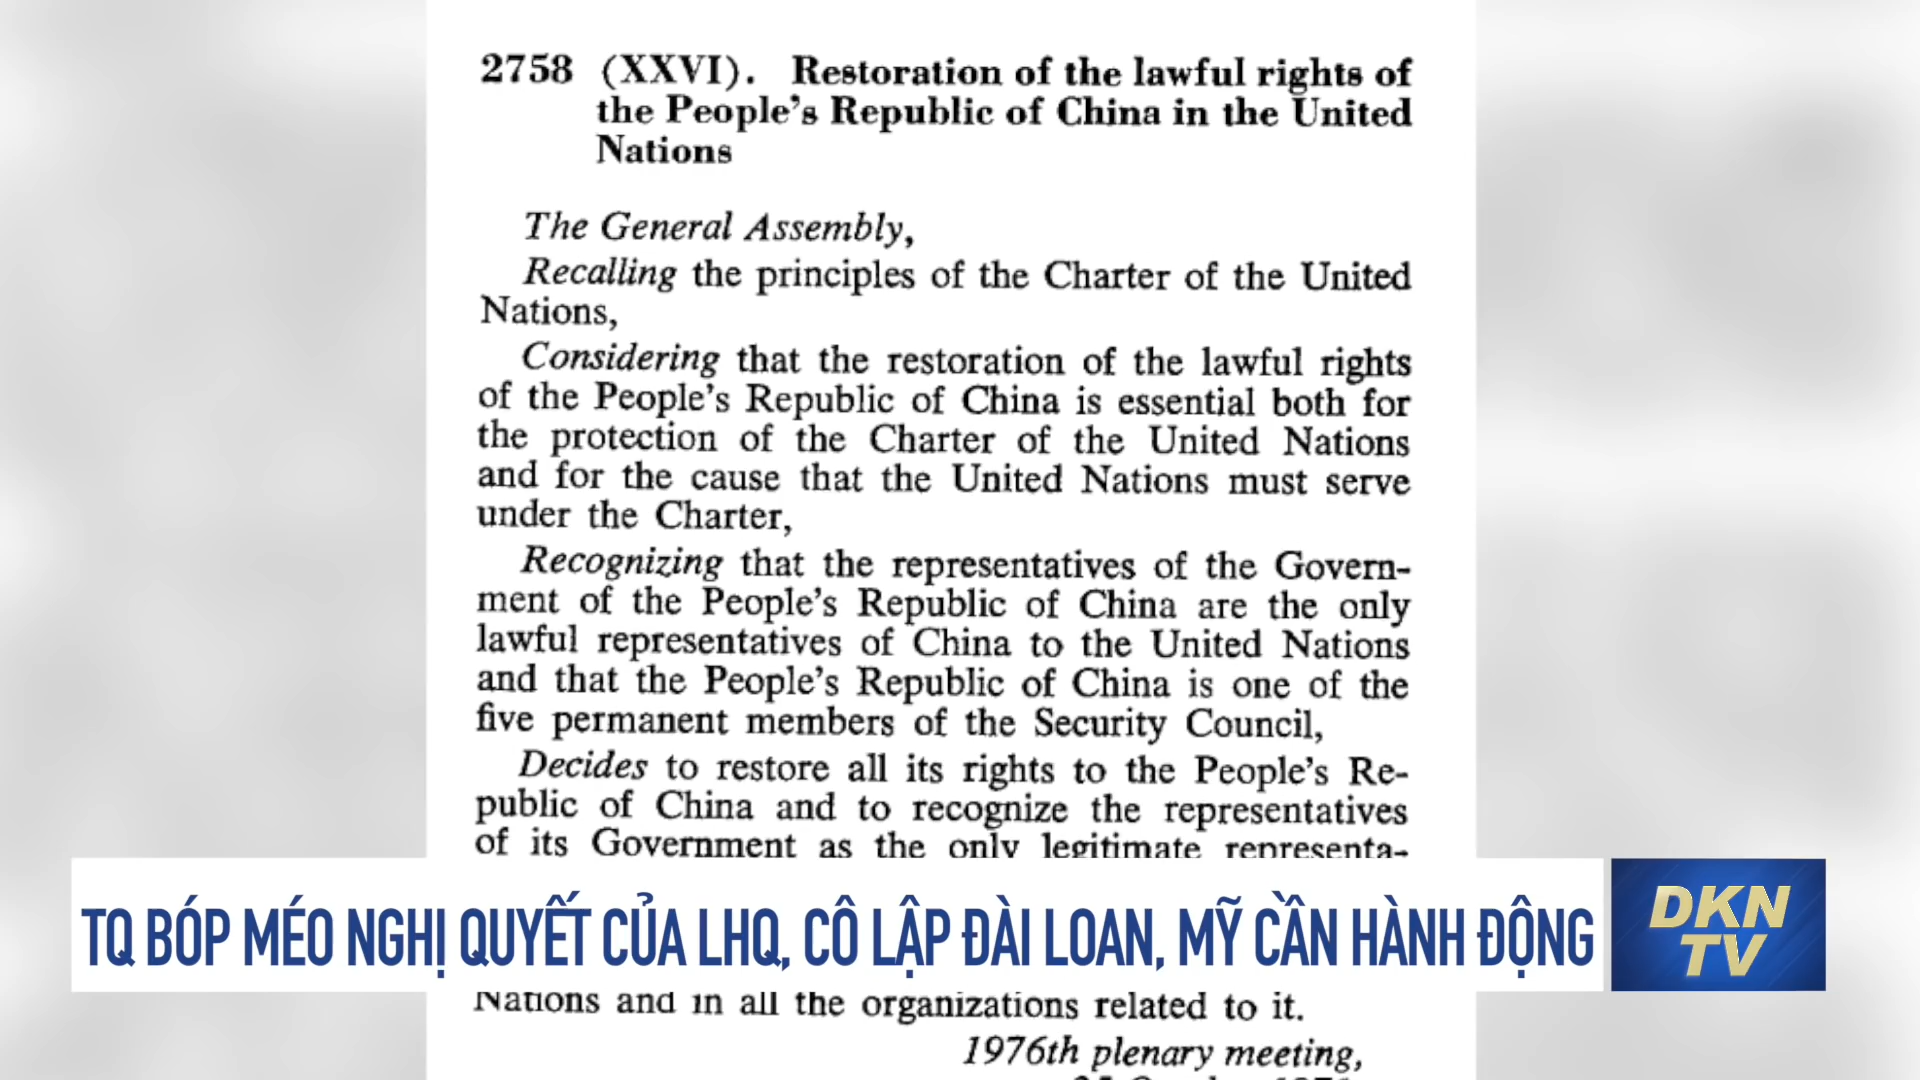 2758 (XXVI). Restoration of the lawful rights of
the People's Republic of China in the United
Nations
The General Assembly,
Recalling the principles of the Charter of the United
Nations,
Considering that the restoration of the lawful rights
of the People's Republic of China is essential both for
the protection of the Charter of the United Nations
and for the cause that the United Nations must serve
under the Charter,
Recognizing that the representatives of the Govern-
ment of the People's Republic of China are the only
lawful representatives of China to the United Nations
and that the People's Republic of China is one of the
five permanent members of the Security Council,
Decides to restore all its rights to the People's Re-
public of China and to recognize the representatives
of its Government as the only legitimate representa-
TQ BÓP MÉO NGHỊ QUYẾT CỦA LHQ, CÔ LẬP ĐÀI LOAN, MỸ CẦN HÀNH ĐỘNG
DKN
TV
Nations and in all the organizations related to it.
1976th plenary meeting,